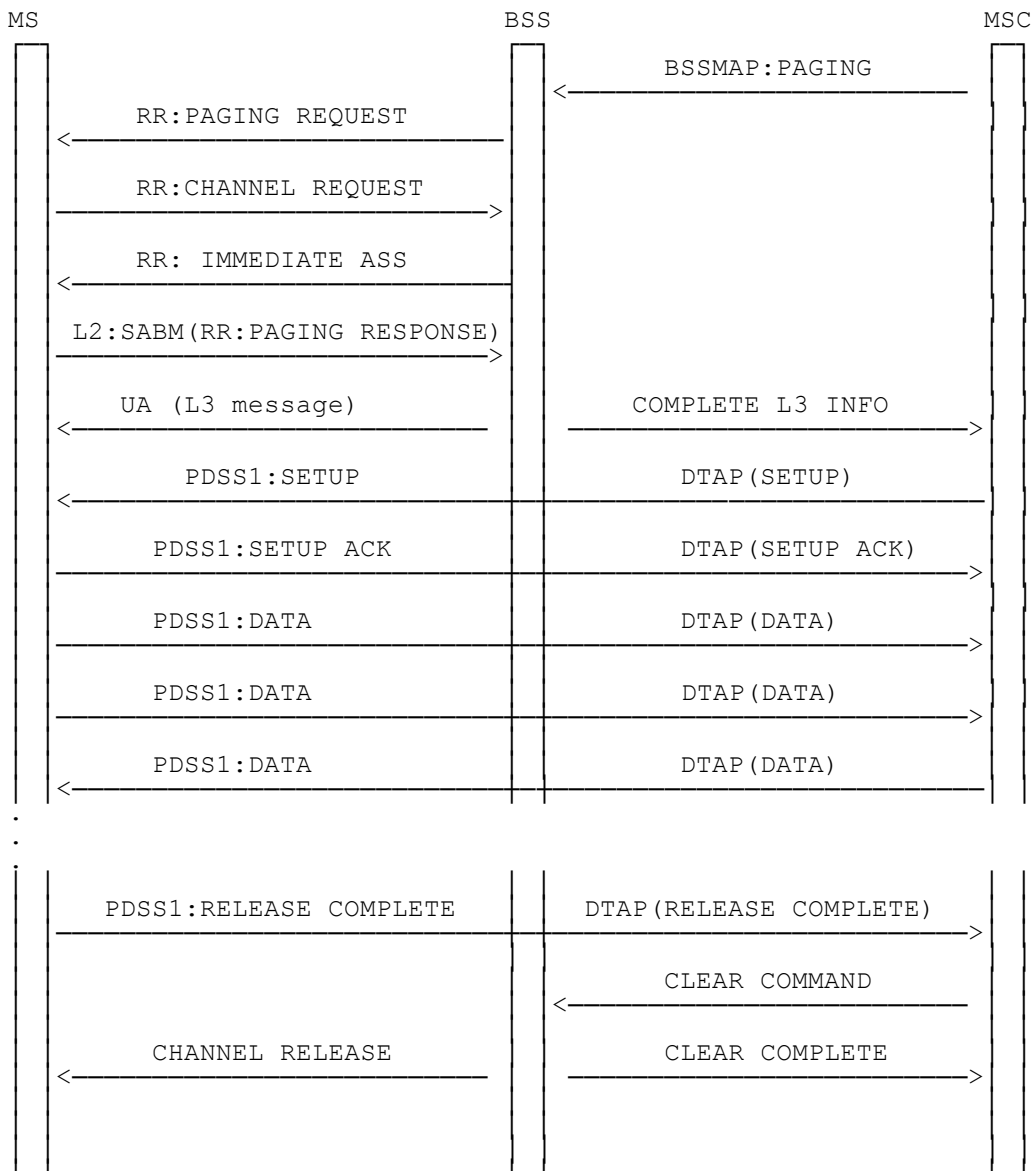 MS BSS MSC
BSSMAP:PAGING
RR:PAGING REQUEST
RR:CHANNEL REQUEST
RR: IMMEDIATE ASS
L2:SABM(RR:PAGING RESPONSE)
UA (L3 message) COMPLETE L3 INFO
PDSS1:SETUP DTAP(SETUP)
PDSS1:SETUP ACK DTAP(SETUP ACK)
PDSS1:DATA DTAP(DATA)
PDSS1:DATA DTAP(DATA)
PDSS1:DATA DTAP(DATA)
.
.
.
PDSS1:RELEASE COMPLETE DTAP(RELEASE COMPLETE)
CLEAR COMMAND
CHANNEL RELEASE CLEAR COMPLETE